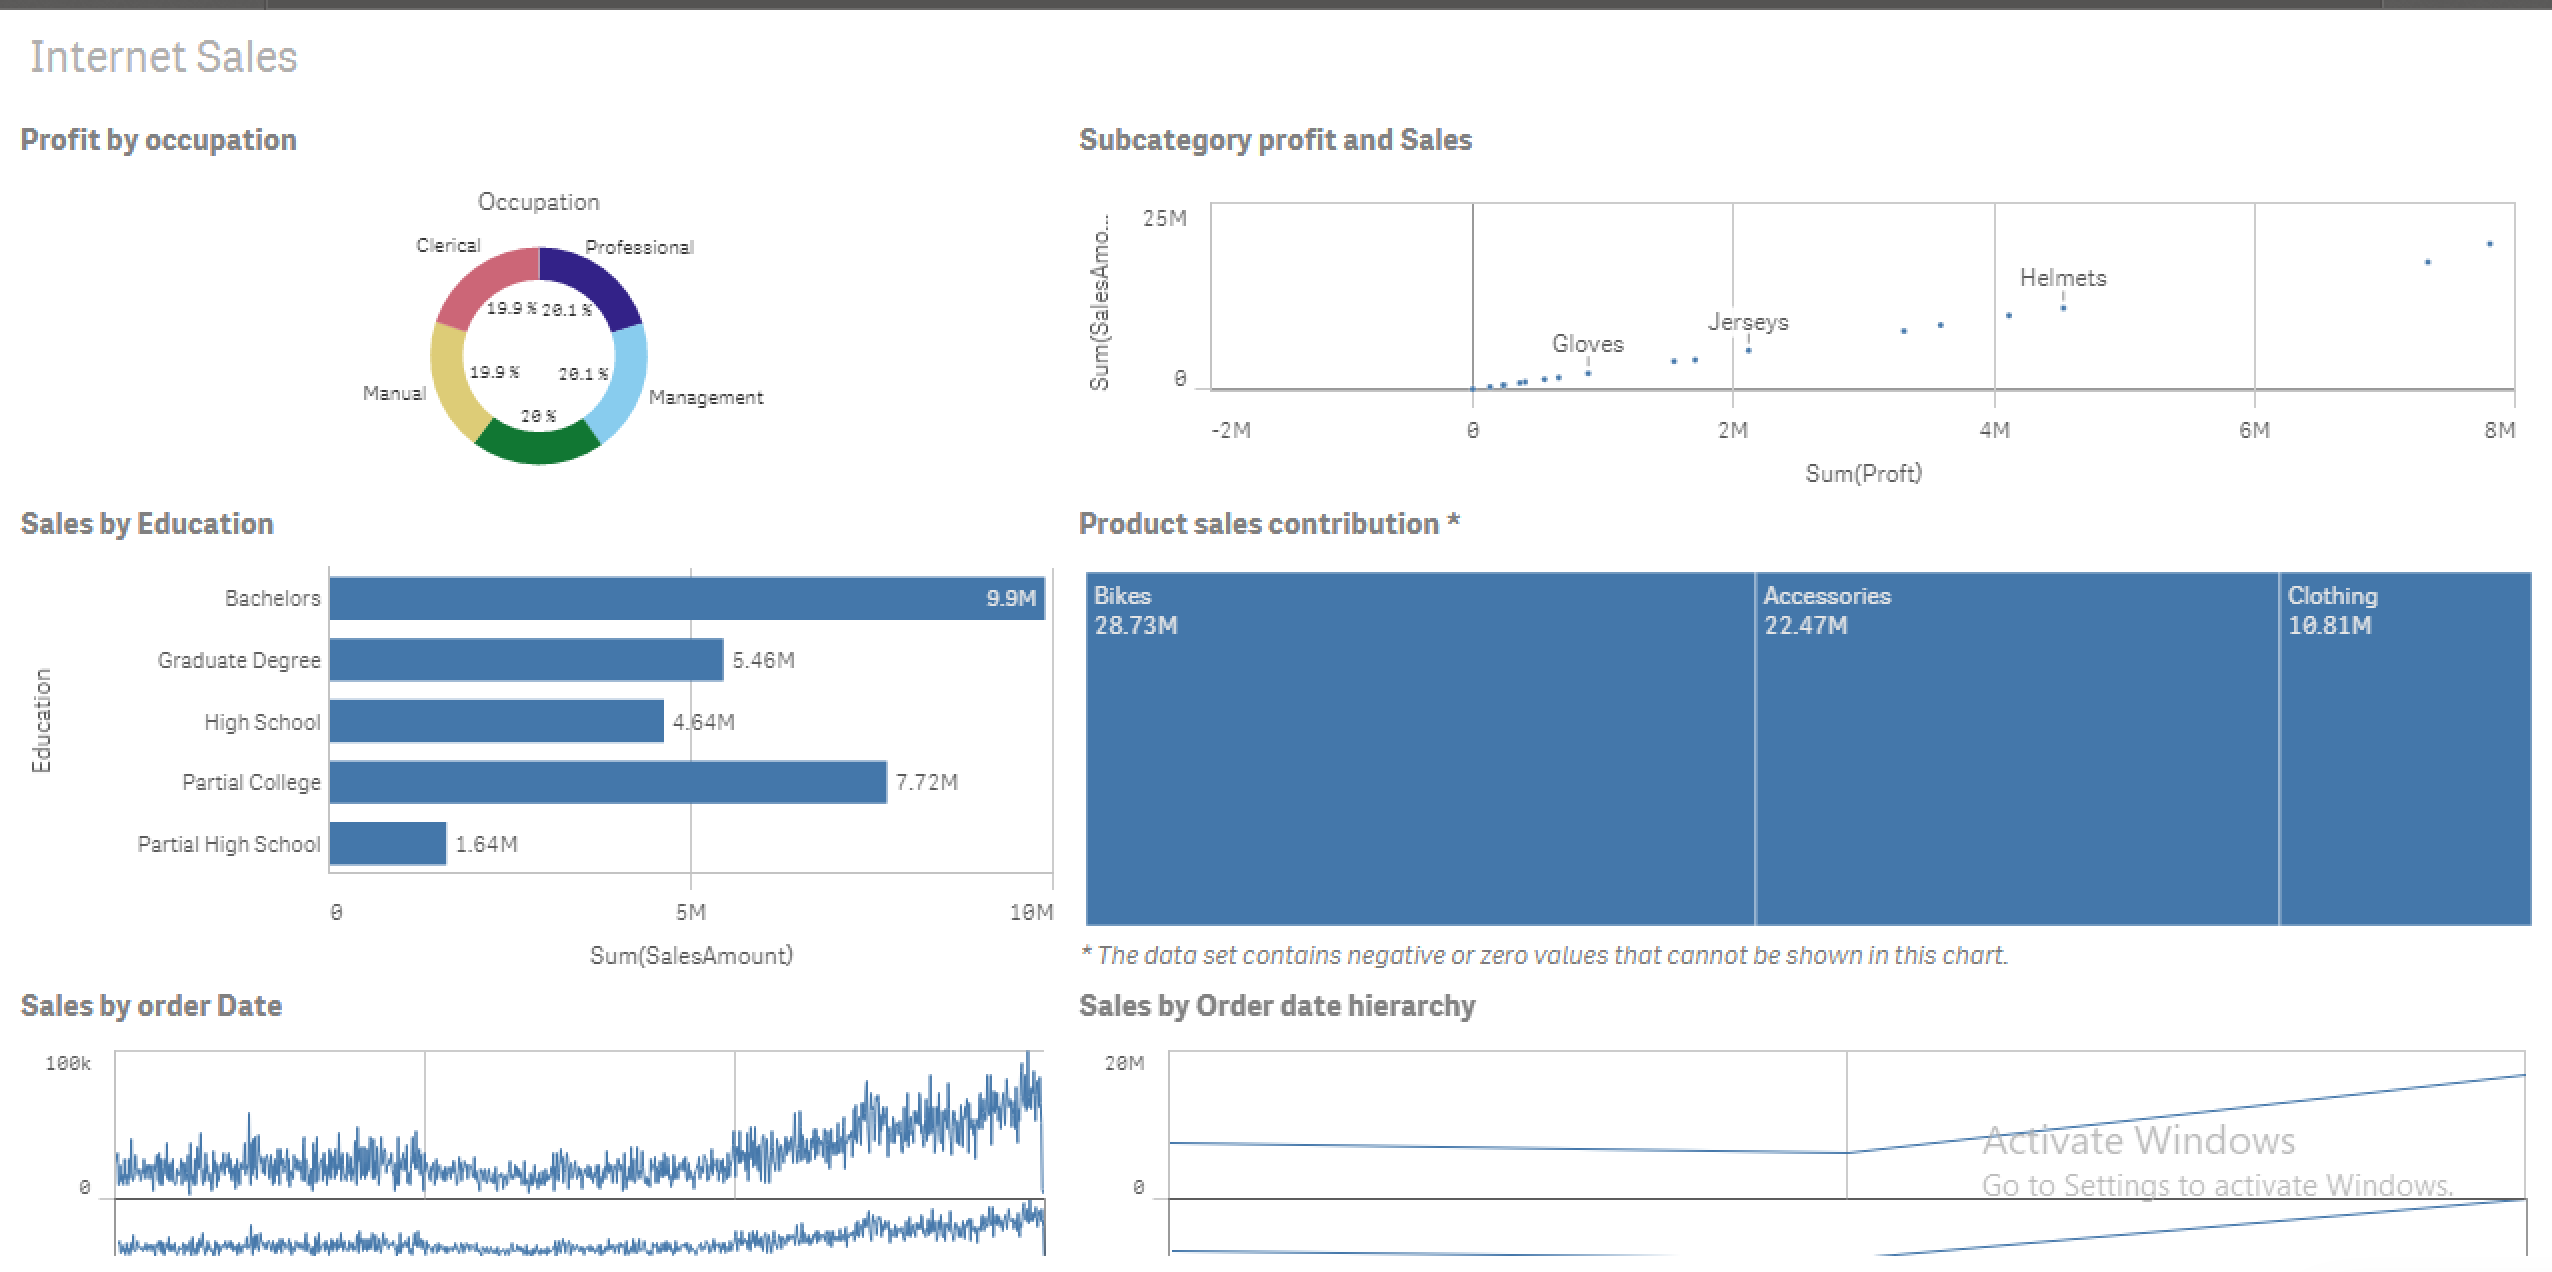 Internet Sales
Profit by occupation
Occupation
Clerical
Professional
19.9 %
20.1 %
19.9 %
20.1 %
Manual
Management
20 %
Subcategory profit and Sales
Sum(SalesAmo...
25M
0
Helmets
Jerseys
Gloves
-2M
0
2M
4M
6M
8M
Sum(Proft)
Sales by Education
Education
Bachelors
9.9M
Graduate Degree
5.46M
High School
4.64M
Partial College
7.72M
Partial High School
1.64M
0
5M
10M
Sum(SalesAmount)
Product sales contribution *
Bikes
28.73M
Accessories
22.47M
Clothing
10.81M
* The data set contains negative or zero values that cannot be shown in this chart.
Sales by order Date
100k
0
Sales by Order date hierarchy
20M
0
Activate Windows
Go to Settings to activate Windows.